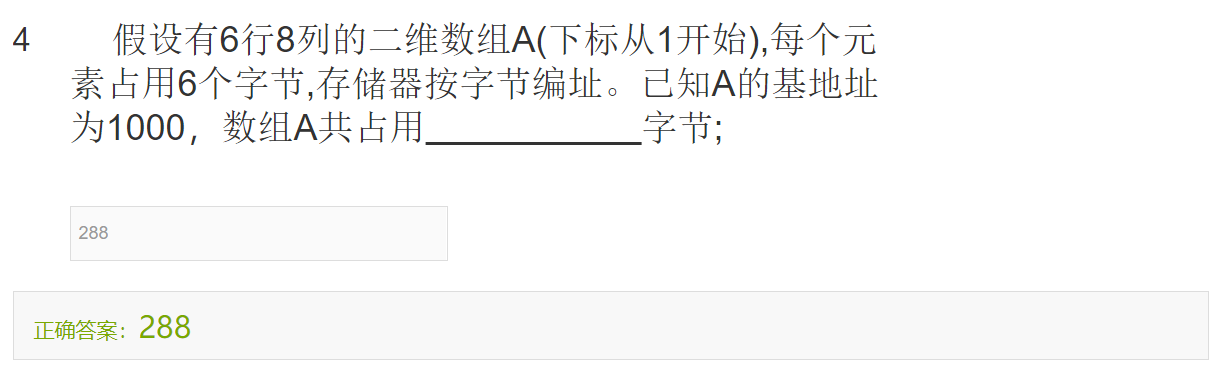 4 假设有6行8列的二维数组A(下标从1开始),每个元
素占用6个字节,存储器按字节编址。已知A的基地址
为1000，数组A共占用____________字节;
288
正确答案：288